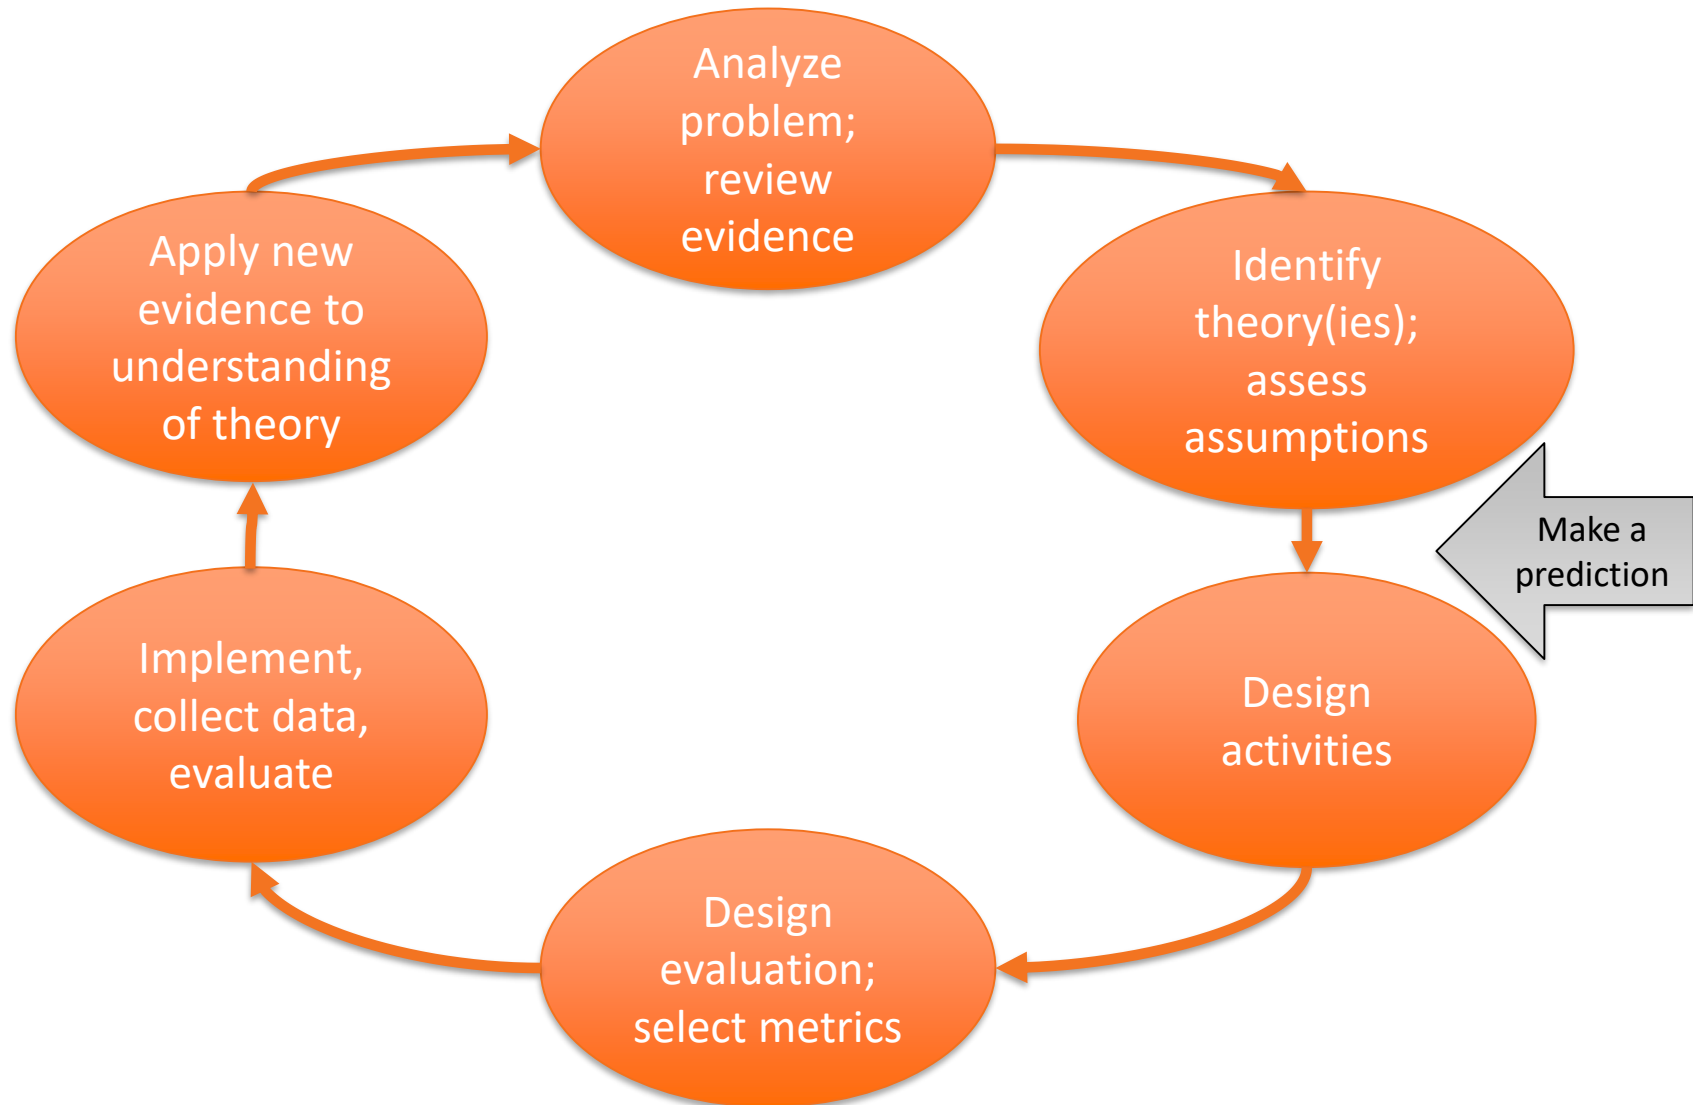 Analyze
problem;
review
evidence
Identify
theory(ies);
assess
assumptions
Make a
prediction
Design
activities
Design
evaluation;
select metrics
Implement,
collect data,
evaluate
Apply new
evidence to
understanding
of theory